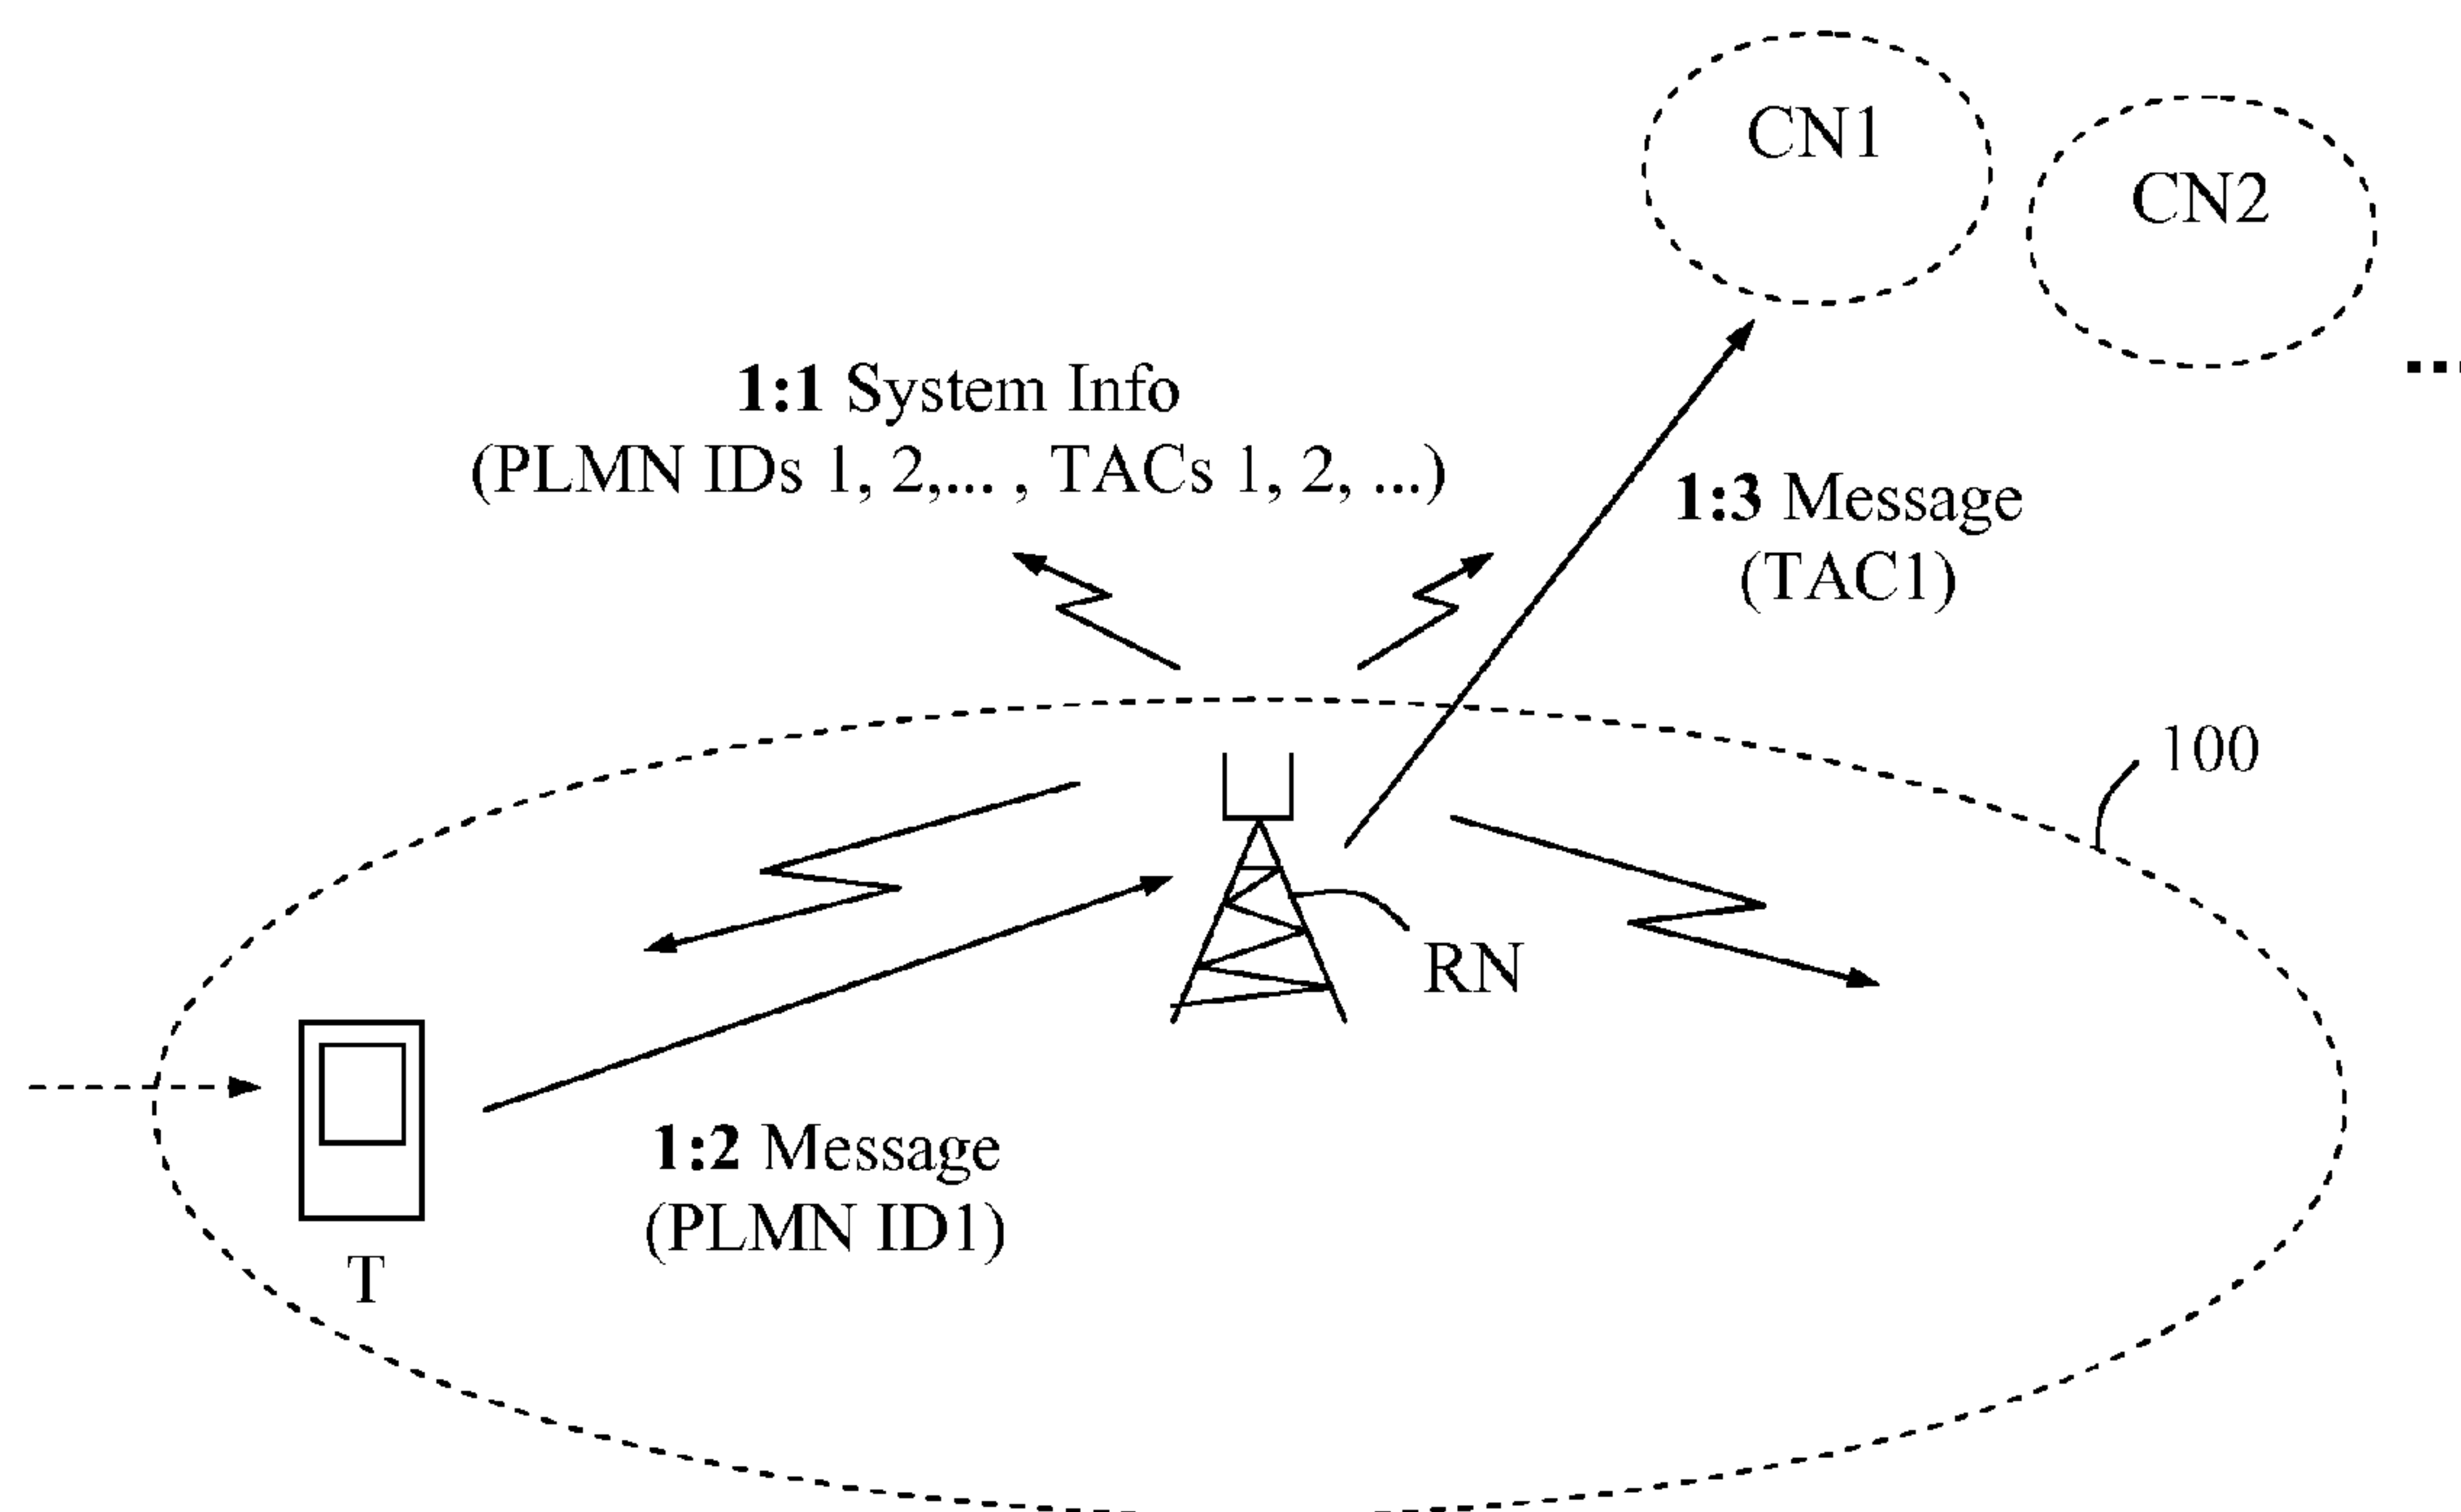 CN1
CN2
...
1:1 System Info
(PLMN IDs 1, 2,... , TACs 1, 2, ...)
1:3 Message
(TAC1)
100
RN
1:2 Message
(PLMN ID1)
T